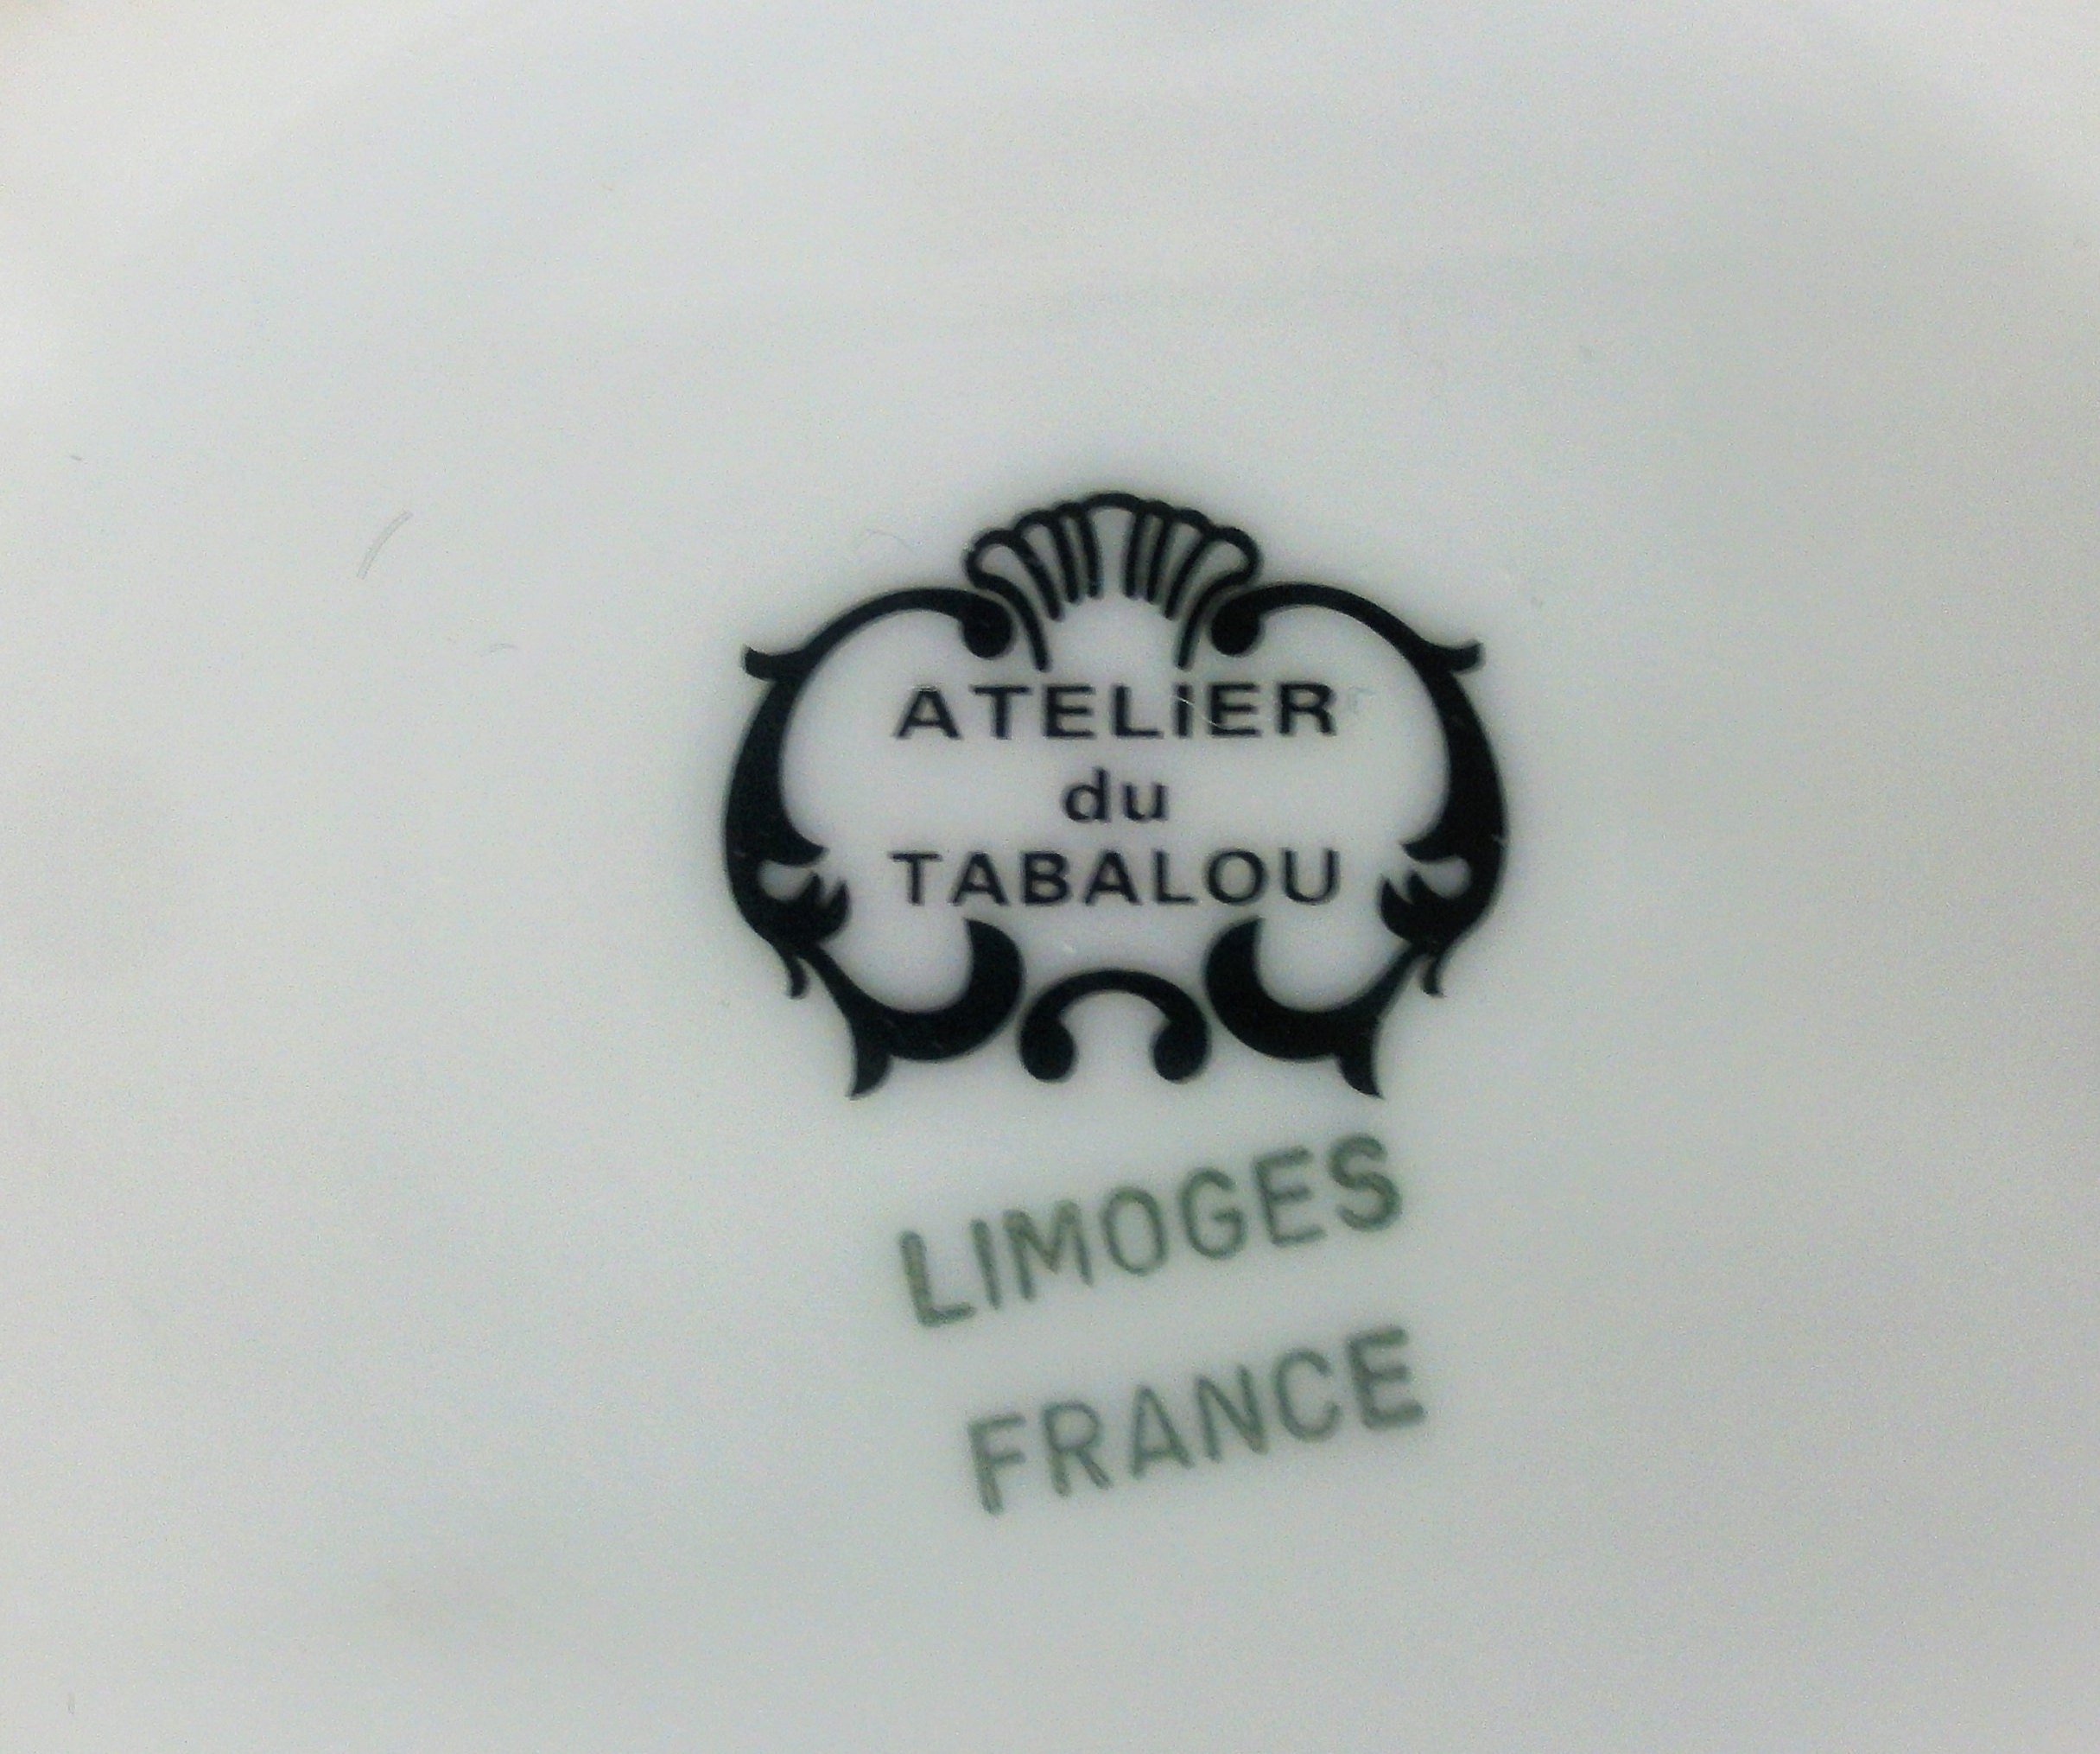 ATELiER
du
TABALOU
LIMOGES
FRANCE